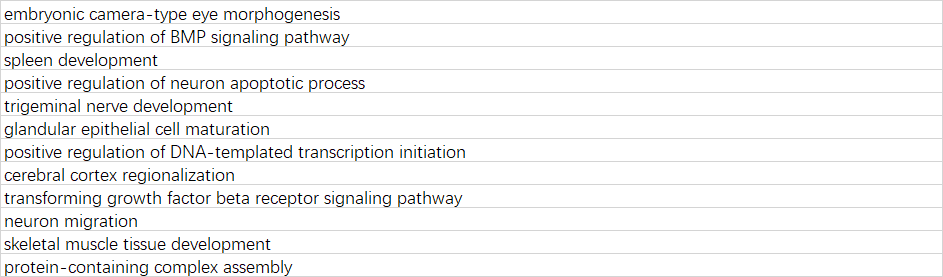 embryonic camera-type eye morphogenesis
positive regulation of BMP signaling pathway
spleen development
positive regulation of neuron apoptotic process
trigeminal nerve development
glandular epithelial cell maturation
positive regulation of DNA-templated transcription initiation
cerebral cortex regionalization
transforming growth factor beta receptor signaling pathway
neuron migration
skeletal muscle tissue development
protein-containing complex assembly